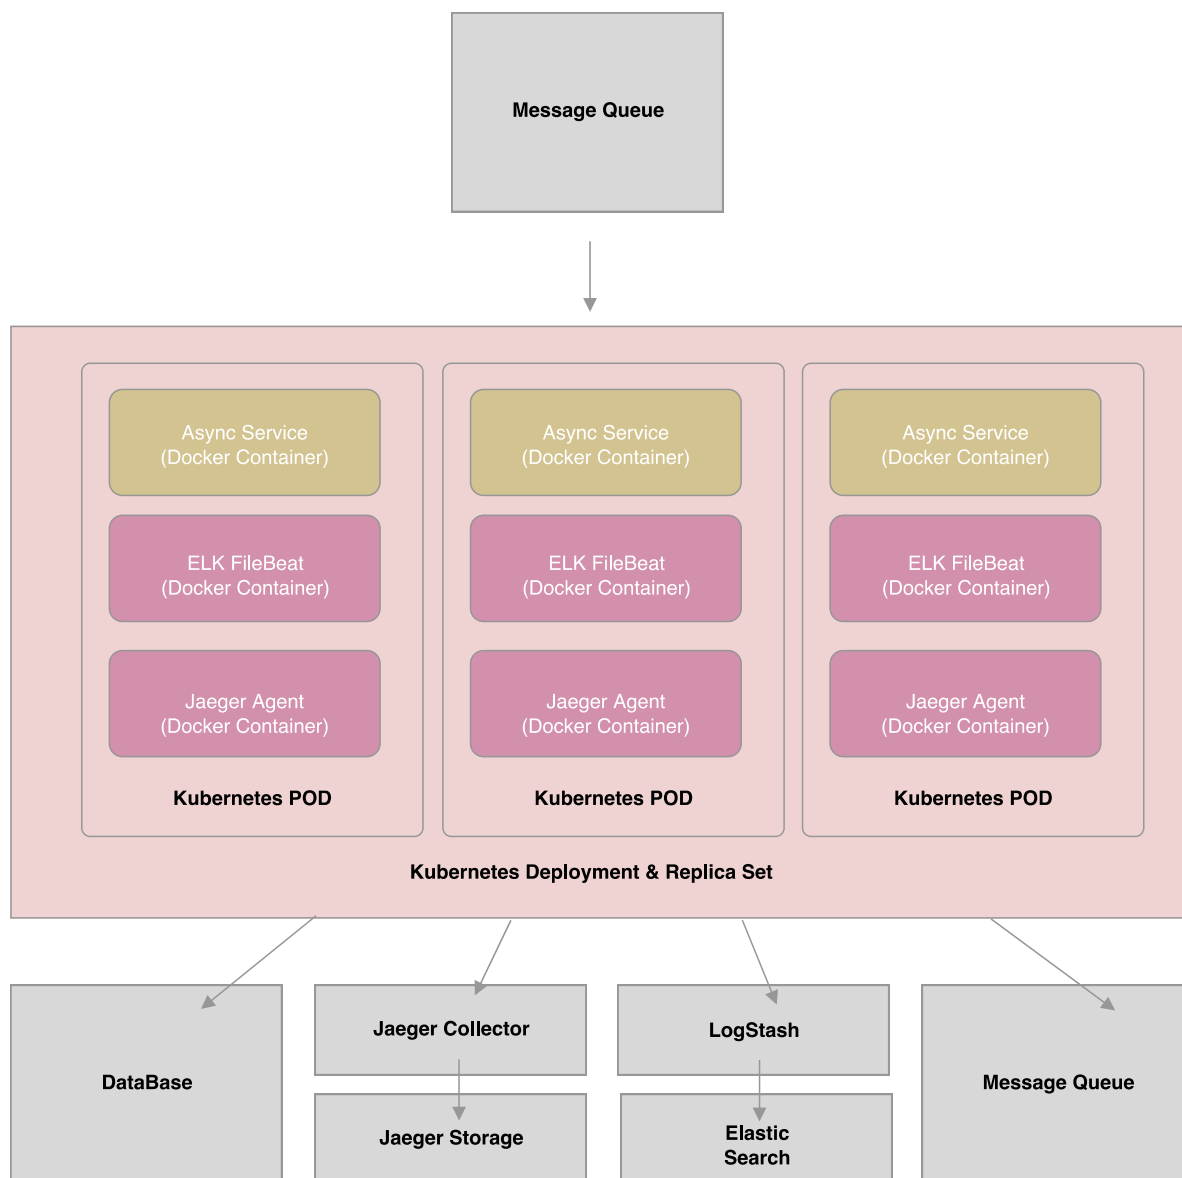 Message Queue
Async Service
(Docker Container)
Async Service
(Docker Container)
Async Service
(Docker Container)
ELK FileBeat
(Docker Container)
ELK FileBeat
(Docker Container)
ELK FileBeat
(Docker Container)
Jaeger Agent
(Docker Container)
Jaeger Agent
(Docker Container)
Jaeger Agent
(Docker Container)
Kubernetes POD
Kubernetes POD
Kubernetes POD
Kubernetes Deployment & Replica Set
DataBase
Jaeger Collector
Jaeger Storage
LogStash
Elastic
Search
Message Queue